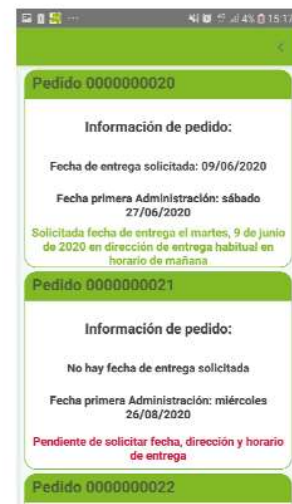 4% 15:17
Pedido 0000000020
Información de pedido:
Fecha de entrega solicitada: 09/06/2020
Fecha primera Administración: sábado
27/06/2020
Solicitada fecha de entrega el martes, 9 de junio
de 2020 en dirección de entrega habitual en
horario de mañana
Pedido 0000000021
Información de pedido:
No hay fecha de entrega solicitada
Fecha primera Administración: miércoles
26/08/2020
Pendiente de solicitar fecha, dirección y horario
de entrega
Pedido 0000000022